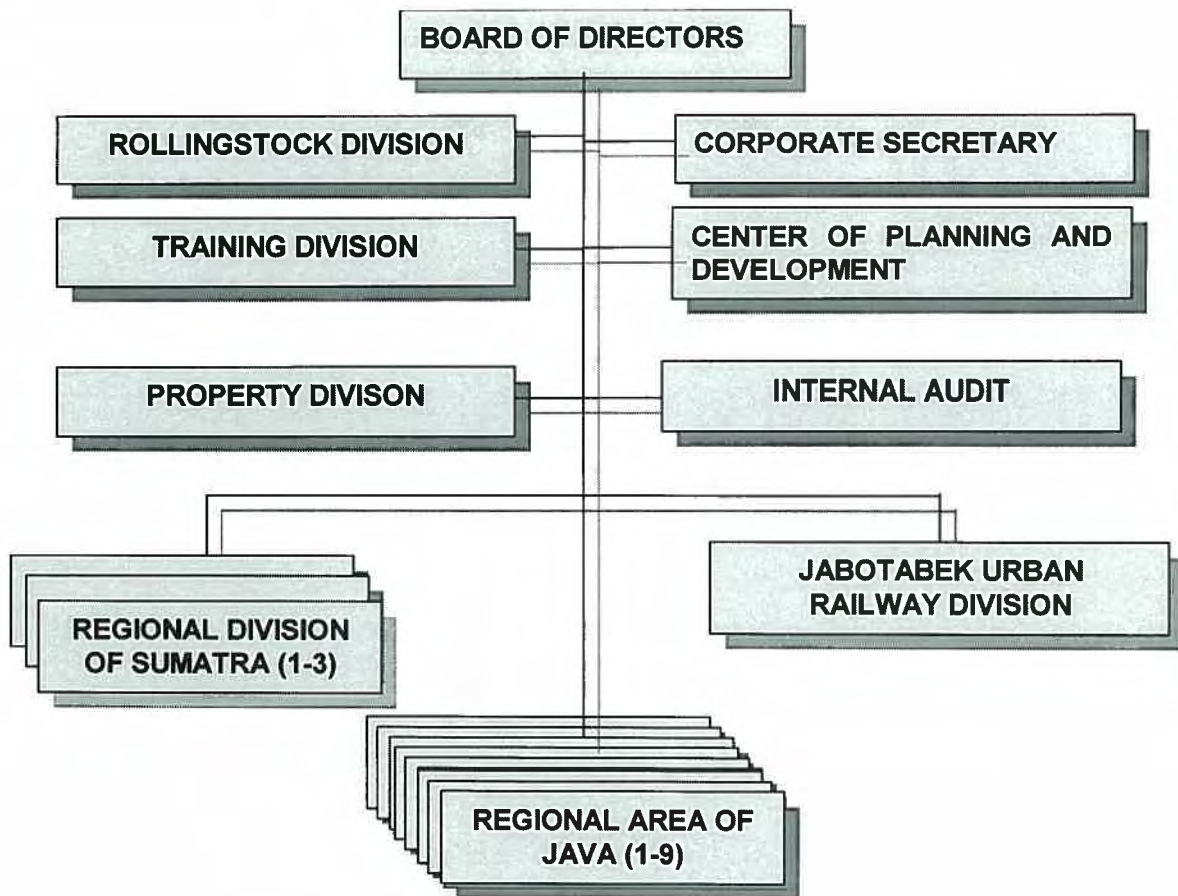 BOARD OF DIRECTORS
ROLLINGSTOCK DIVISION
CORPORATE SECRETARY
TRAINING DIVISION
CENTER OF PLANNING AND
DEVELOPMENT
PROPERTY DIVISON
INTERNAL AUDIT
REGIONAL DIVISION
OF SUMATRA (1-3)
JABOTABEK URBAN
RAILWAY DIVISION
REGIONAL AREA OF
JAVA (1-9)